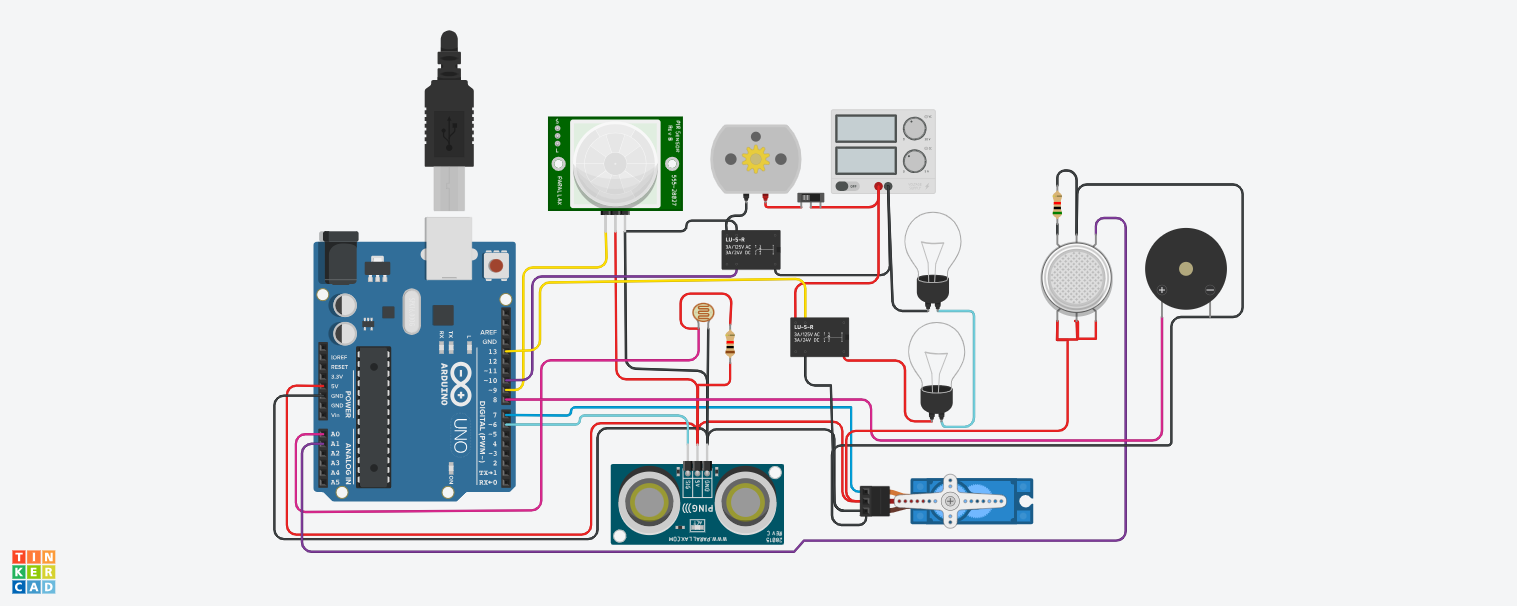 S
L
PIR Sensor
Rev B
555-28027
PARALLAX
OFF
LU-5-R
3A/125V AC
3A/24V DC
LU-5-R
3A/125V AC
3A/24V DC
AREF
GND
13
12
~11
~10
~9
8
7
~6
~5
4
~3
2
TX→1
RX←0
DIGITAL (PWM~)
IOREF
RESET
3.3V
5V
GND
GND
Vin
POWER
A0
A1
A2
A3
A4
A5
ANALOG IN
RX
TX
L
ARDUINO
UNO
ON
SIG
5V
GND
PING)))
ACT
WWW.PARALLAX.COM
REV C
28015
TIN
KER
CAD